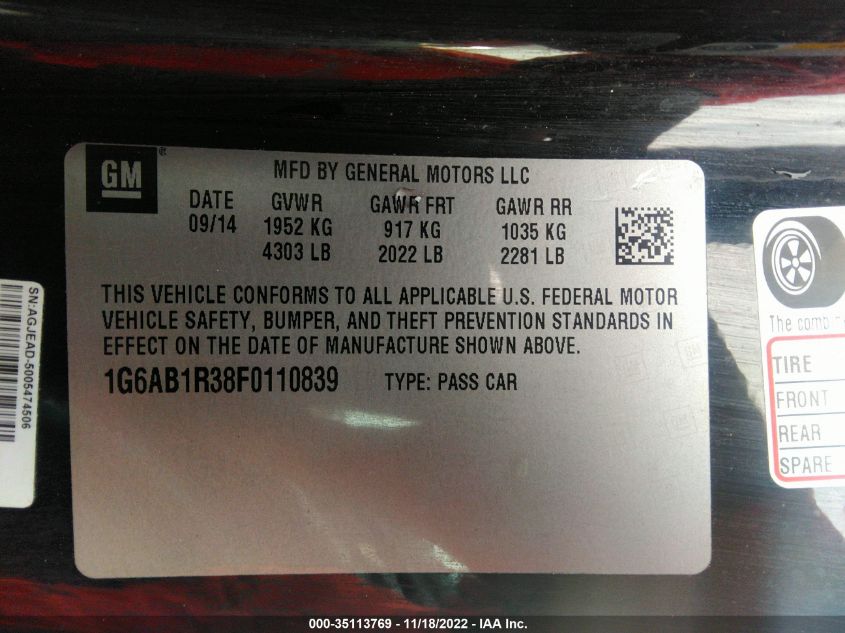 GM
MFD BY GENERAL MOTORS LLC
DATE GVWR GAWR FRT GAWR RR
09/14 1952 KG 917 KG 1035 KG
4303 LB 2022 LB 2281 LB
THIS VEHICLE CONFORMS TO ALL APPLICABLE U.S. FEDERAL MOTOR
VEHICLE SAFETY, BUMPER, AND THEFT PREVENTION STANDARDS IN
EFFECT ON THE DATE OF MANUFACTURE SHOWN ABOVE.
1G6AB1R38F0110839 TYPE: PASS CAR
SN:AGJEAD-5005474506
The comb
TIRE
FRONT
REAR
SPARE
000-35113769 - 11/18/2022 - IAA Inc.